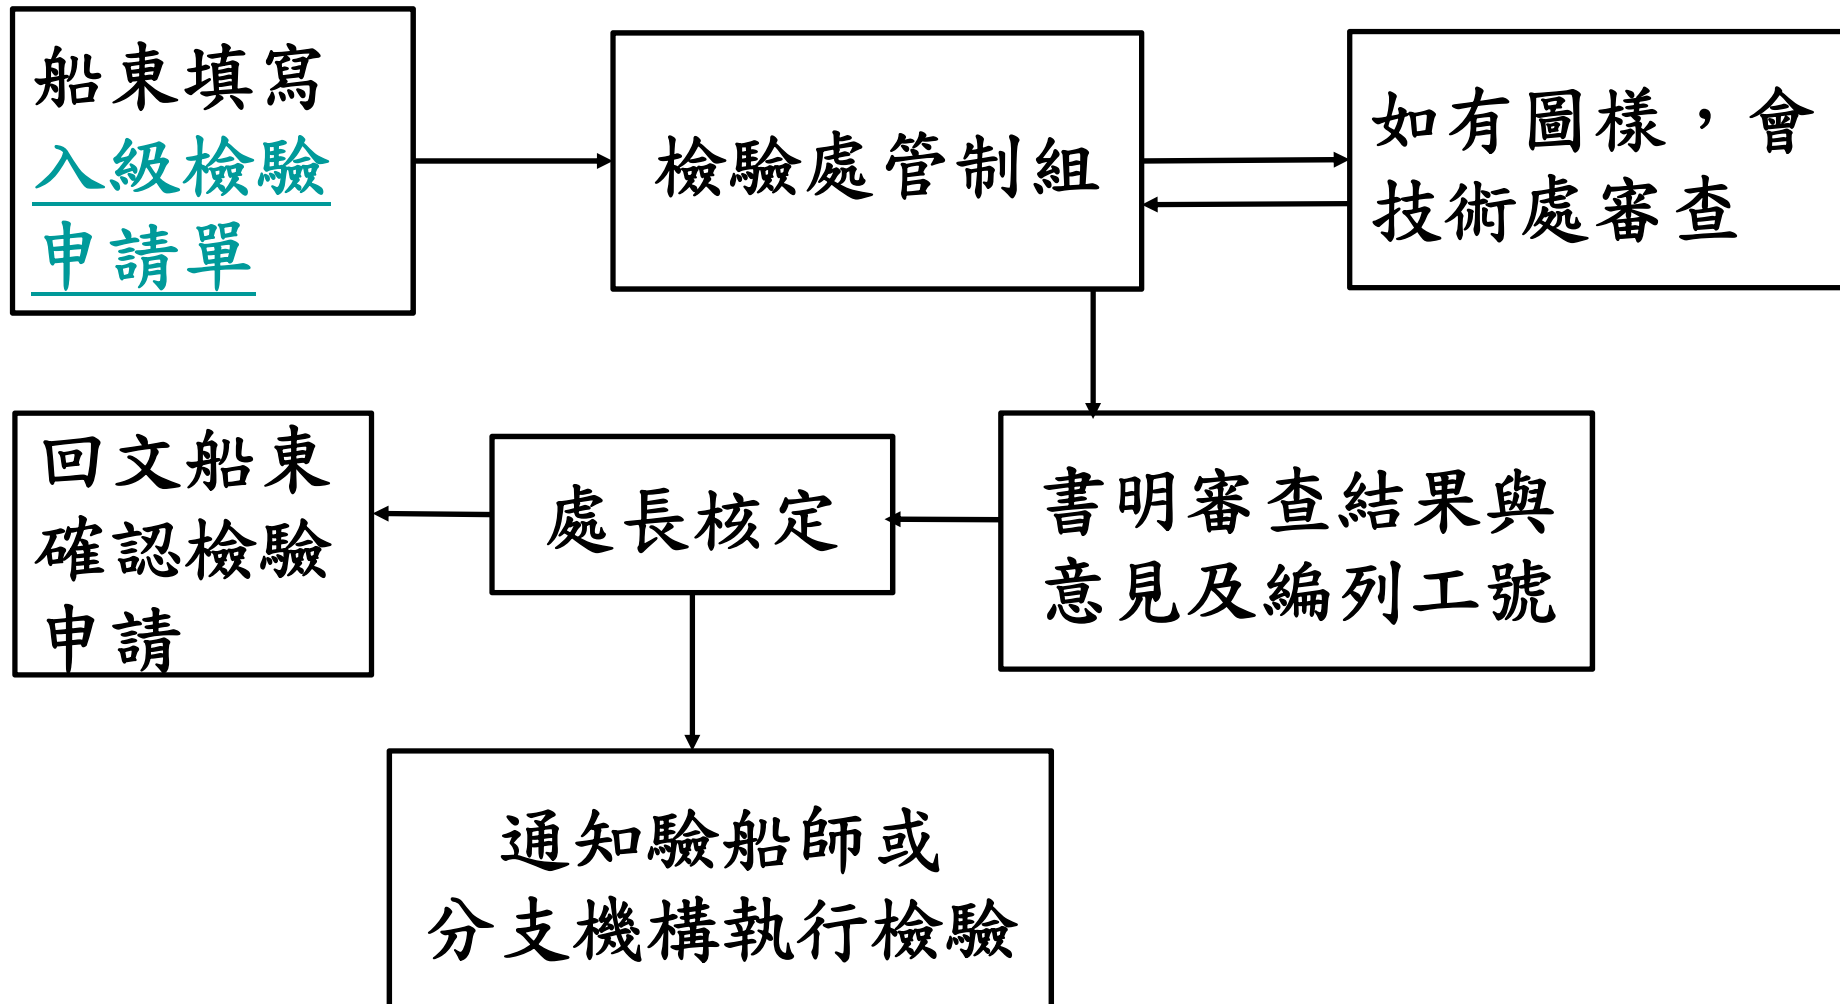 船東填寫
入級檢驗
申請單
檢驗處管制組
如有圖樣，會
技術處審查
回文船東
確認檢驗
申請
處長核定
書明審查結果與
意見及編列工號
通知驗船師或
分支機構執行檢驗